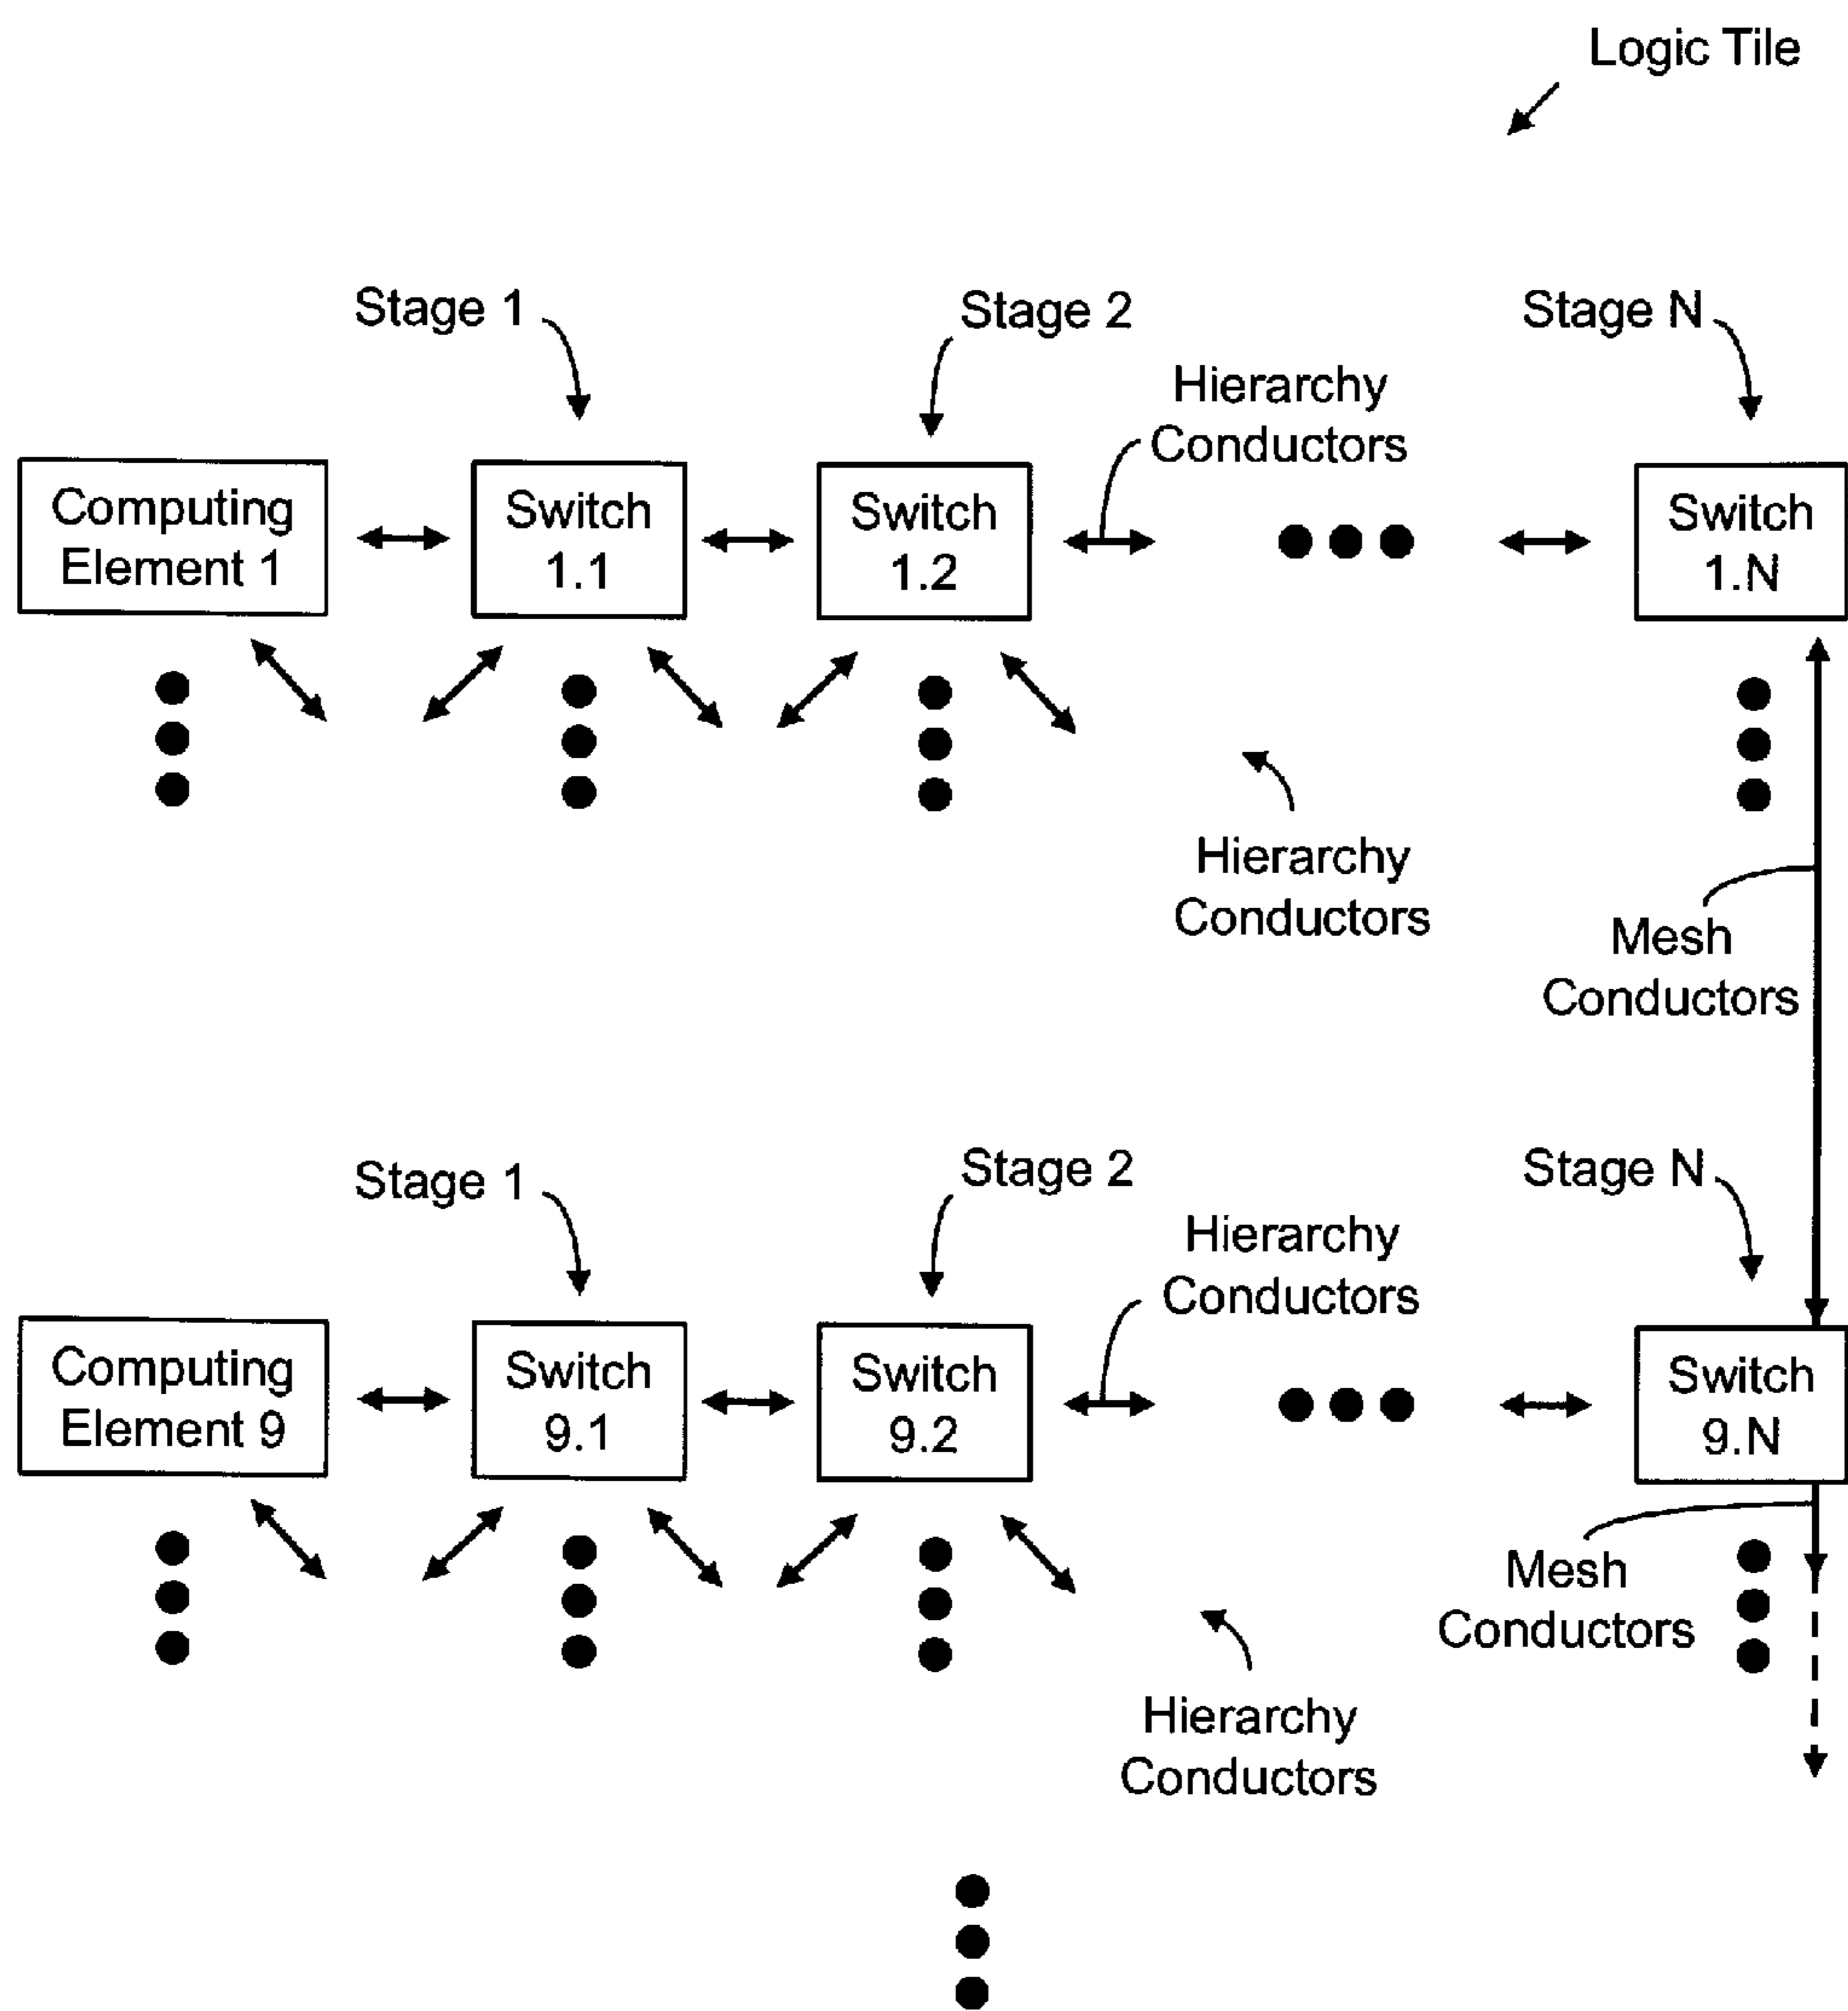 Logic Tile
Stage 1
Stage 2
Stage N
Hierarchy
Conductors
Computing
Element 1
Switch
1.1
Switch
1.2
Switch
1.N
Hierarchy
Conductors
Mesh
Conductors
Stage 1
Stage 2
Stage N
Hierarchy
Conductors
Computing
Element 9
Switch
9.1
Switch
9.2
Switch
9.N
Mesh
Conductors
Hierarchy
Conductors